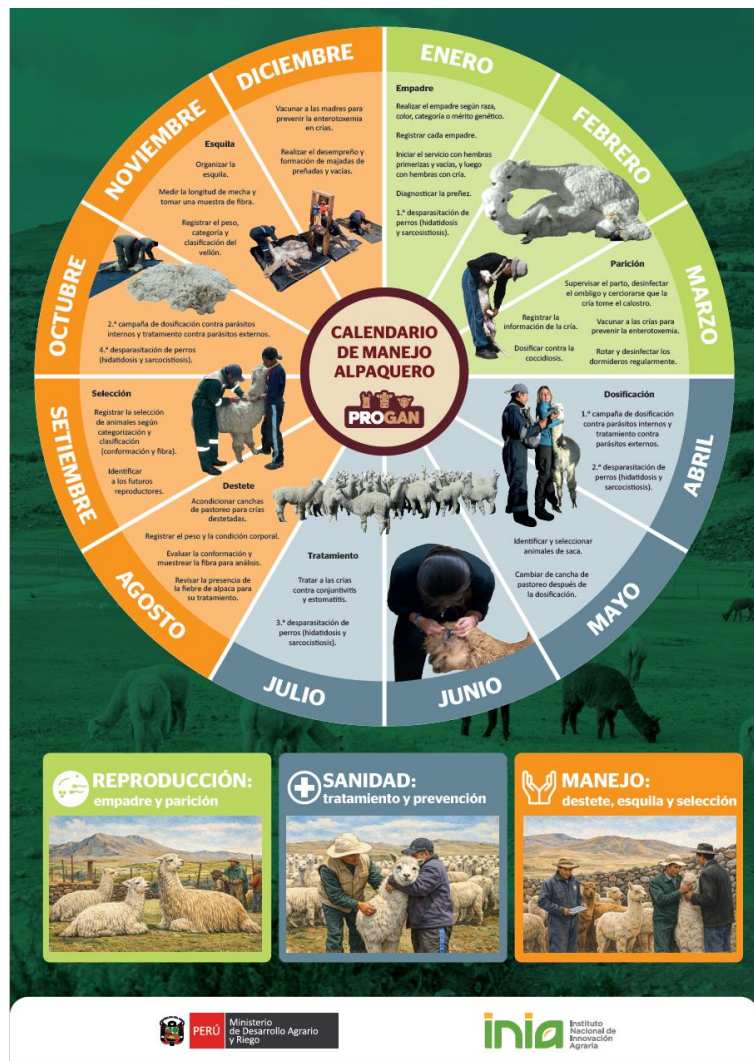 ENERO
Empadre
Realizar el empadre según raza,
color, categoría o mérito genético.
Registrar cada empadre.
Iniciar el servicio con hembras
primerizas y vacías, y luego
con hembras con cría.
Diagnosticar la preñez.
1.ª desparasitación de
perros (hidatidosis
y sarcosistiosis).
FEBRERO
MARZO
Parición
Supervisar el parto, desinfectar
el ombligo y cerciorarse que la
cría tome el calostro.
Registrar la
información de la cría.
Vacunar a las crías para
prevenir la enterotoxemia.
Dosificar contra la
coccidiosis.
Rotar y desinfectar los
dormideros regularmente.
ABRIL
Dosificación
1.ª campaña de dosificación
contra parásitos internos y
tratamiento contra
parásitos externos.
2.ª desparasitación de
perros (hidatidosis y
sarcocistiosis).
MAYO
Identificar y seleccionar
animales de saca.
Cambiar de cancha de
pastoreo después de
la dosificación.
JUNIO
JULIO
Tratamiento
Tratar a las crías
contra conjuntivitis
y estomatitis.
3.ª desparasitación de
perros (hidatidosis y
sarcocistiosis).
AGOSTO
Destete
Acondicionar canchas
de pastoreo para crías
destetadas.
Registrar el peso y la condición corporal.
Evaluar la conformación y
muestrear la fibra para análisis.
Revisar la presencia de
la fiebre de alpaca para
su tratamiento.
SETIEMBRE
Selección
Registrar la selección
de animales según
categorización y
clasificación
(conformación y fibra).
Identificar
a los futuros
reproductores.
OCTUBRE
2.ª campaña de dosificación contra parásitos
internos y tratamiento contra parásitos externos.
4.ª desparasitación de perros
(hidatidosis y sarcocistiosis).
NOVIEMBRE
Esquila
Organizar la
esquila.
Medir la longitud de mecha y
tomar una muestra de fibra.
Registrar el peso,
categoría y
clasificación del
vellón.
DICIEMBRE
Vacunar a las madres para
prevenir la enterotoxemia
en crías.
Realizar el desempreño y
formación de majadas de
preñadas y vacías.
CALENDARIO
DE MANEJO
ALPAQUERO
PROGAN
REPRODUCCIÓN:
empadre y parición
SANIDAD:
tratamiento y prevención
MANEJO:
destete, esquila y selección
PERÚ
Ministerio
de Desarrollo Agrario
y Riego
inia
Instituto
Nacional de
Innovación
Agraria